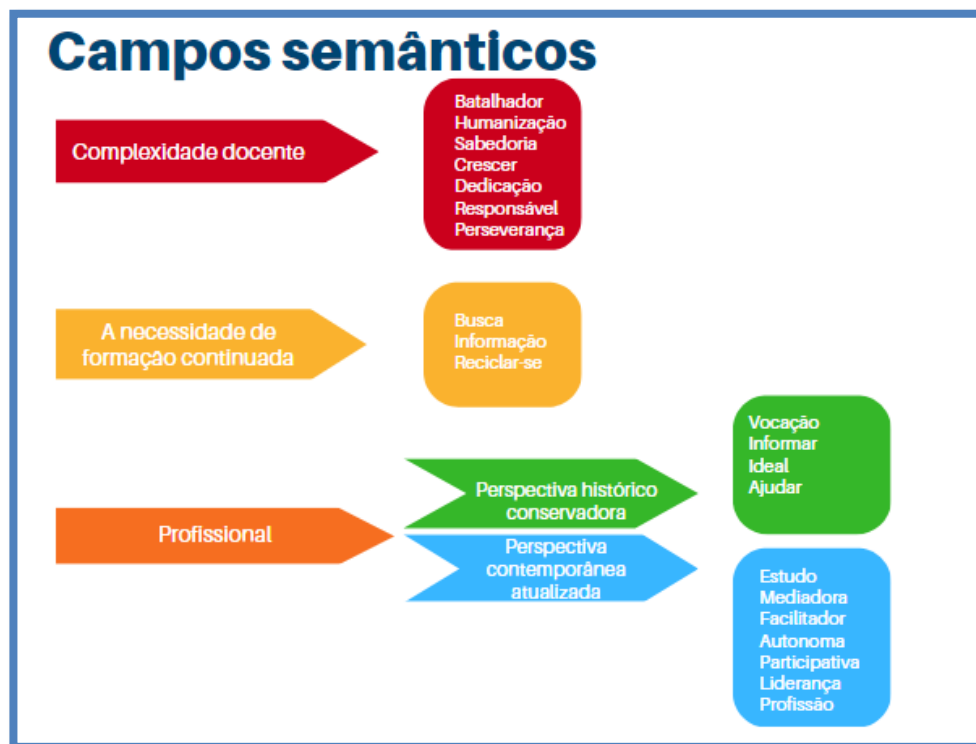 Campos semânticos
Complexidade docente
Batalhador
Humanização
Sabedoria
Crescer
Dedicação
Responsável
Perseverança
A necessidade de
formação continuada
Busca
Informação
Reciclar-se
Profissional
Perspectiva histórico
conservadora
Vocação
Informar
Ideal
Ajudar
Perspectiva
contemporânea
atualizada
Estudo
Mediadora
Facilitador
Autonoma
Participativa
Liderança
Profissão